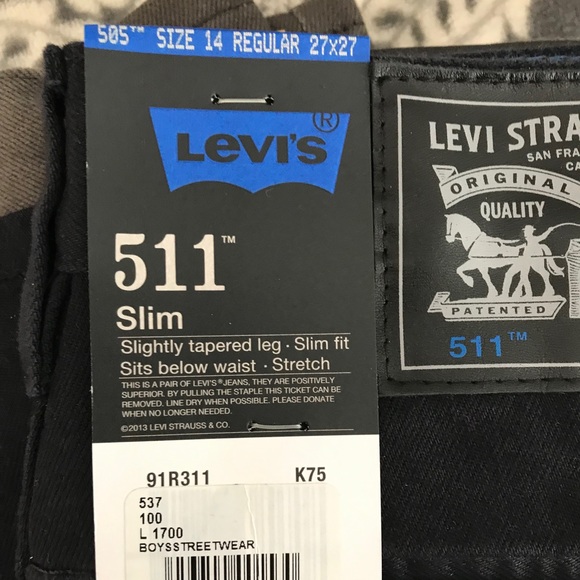 505™ SIZE 14 REGULAR 27x27
LEVI'S®
511™
Slim
Slightly tapered leg · Slim fit
Sits below waist · Stretch
THIS IS A PAIR OF LEVI'S® JEANS, THEY ARE POSITIVELY
SUPERIOR. BY PULLING THE STAPLE THIS TICKET CAN BE
REMOVED. LINE DRY WHEN POSSIBLE. PLEASE DONATE
WHEN NO LONGER NEEDED.
©2013 LEVI STRAUSS & CO.
91R311 K75
537
100
L 1700
BOYSSTREETWEAR
LEVI STRA
SAN FRA
CA
ORIGINAL
QUALITY
PATENTED
511™